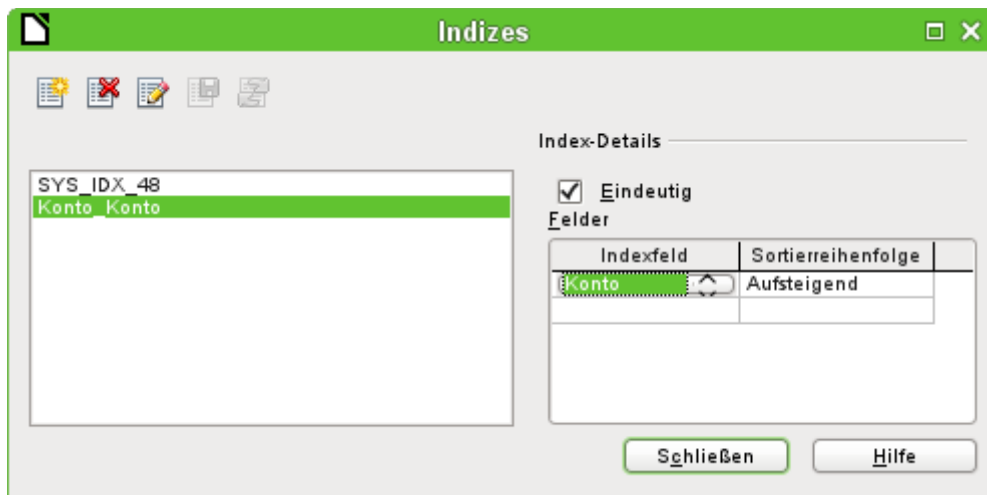 Indizes
Index-Details
SYS_IDX_48
Konto_Konto
Eindeutig
Felder
Indexfeld Sortierreihenfolge
Konto Aufsteigend
Schließen Hilfe